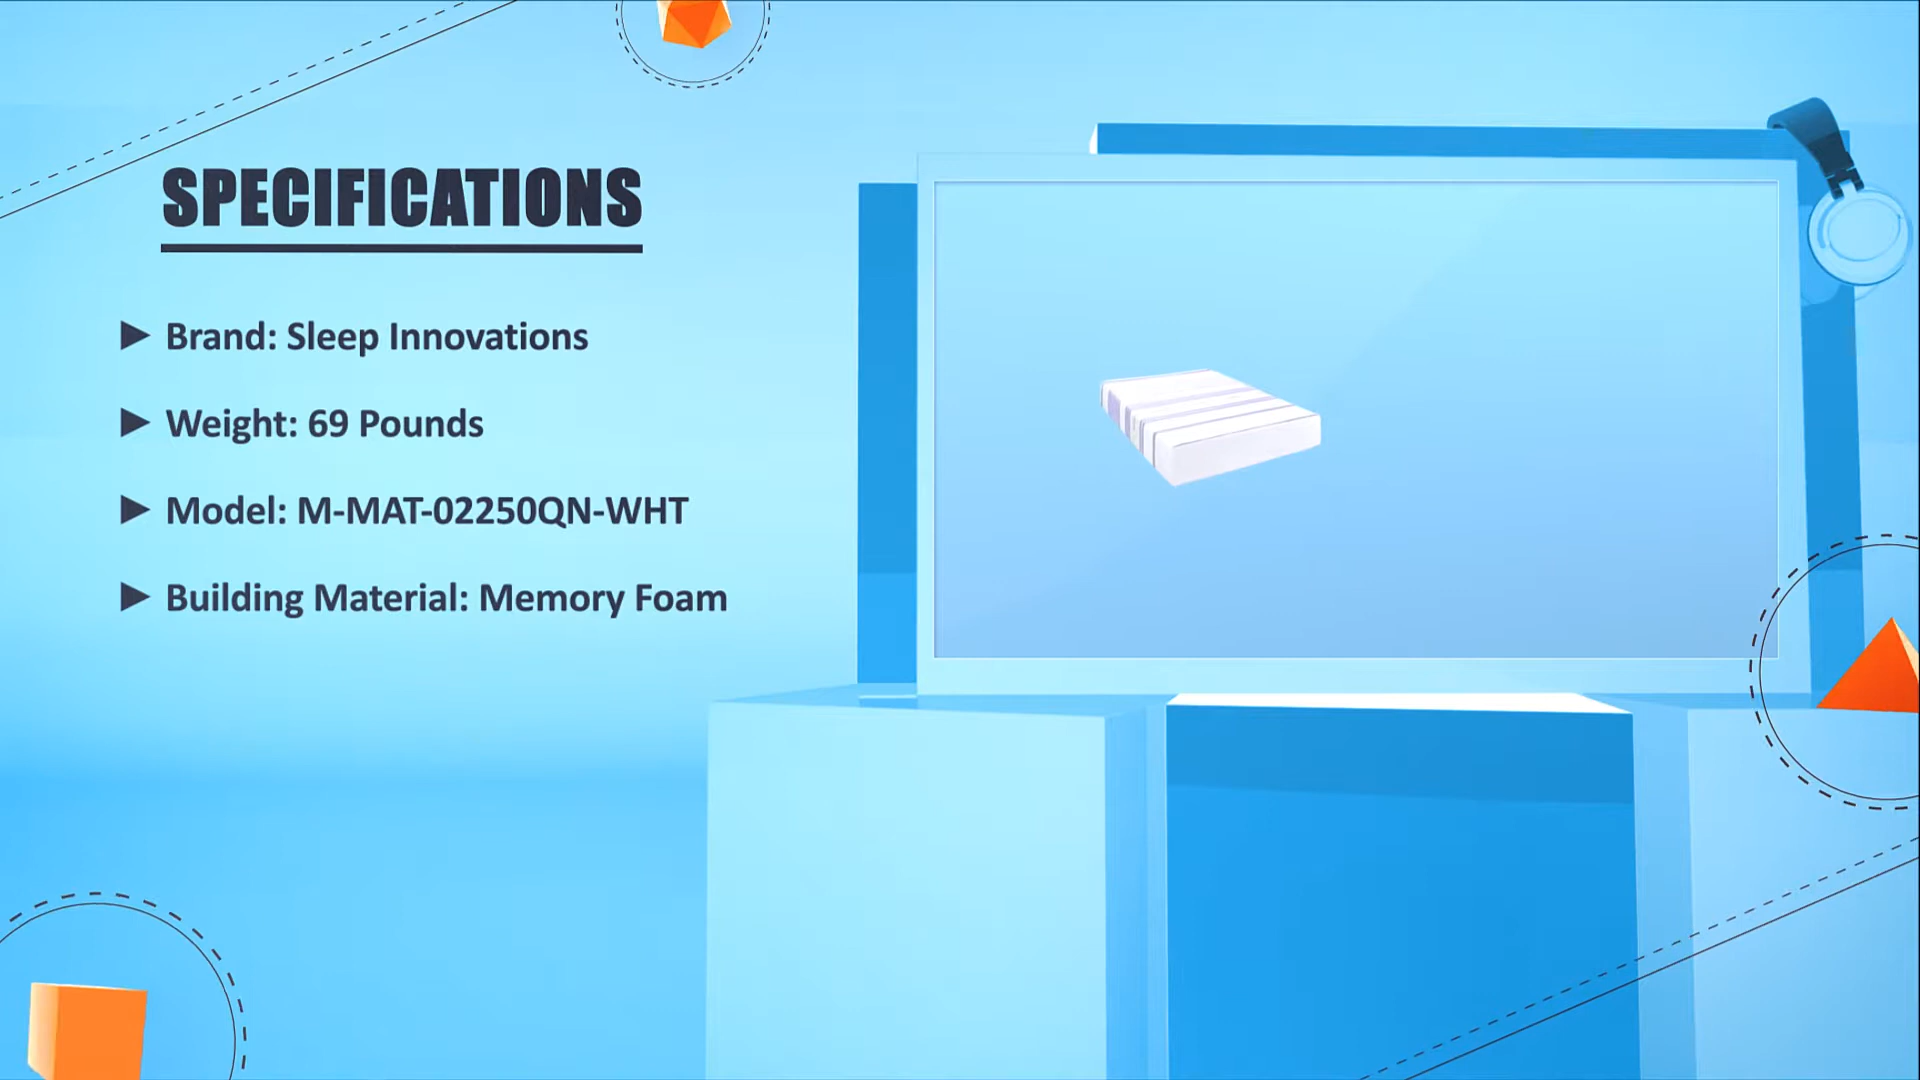 SPECIFICATIONS
Brand: Sleep Innovations
Weight: 69 Pounds
Model: M-MAT-02250QN-WHT
Building Material: Memory Foam